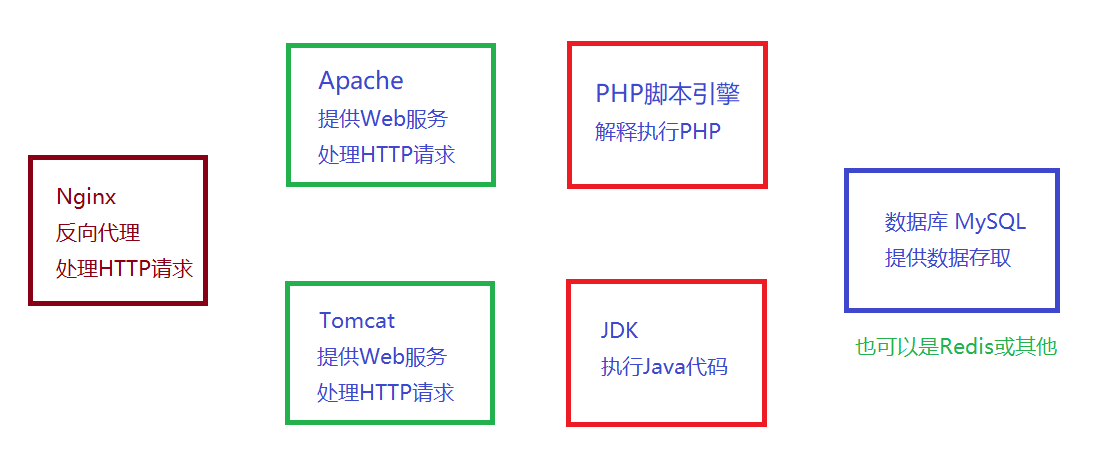 Nginx
反向代理
处理HTTP请求
Apache
提供Web服务
处理HTTP请求
Tomcat
提供Web服务
处理HTTP请求
PHP脚本引擎
解释执行PHP
JDK
执行Java代码
数据库 MySQL
提供数据存取
也可以是Redis或其他